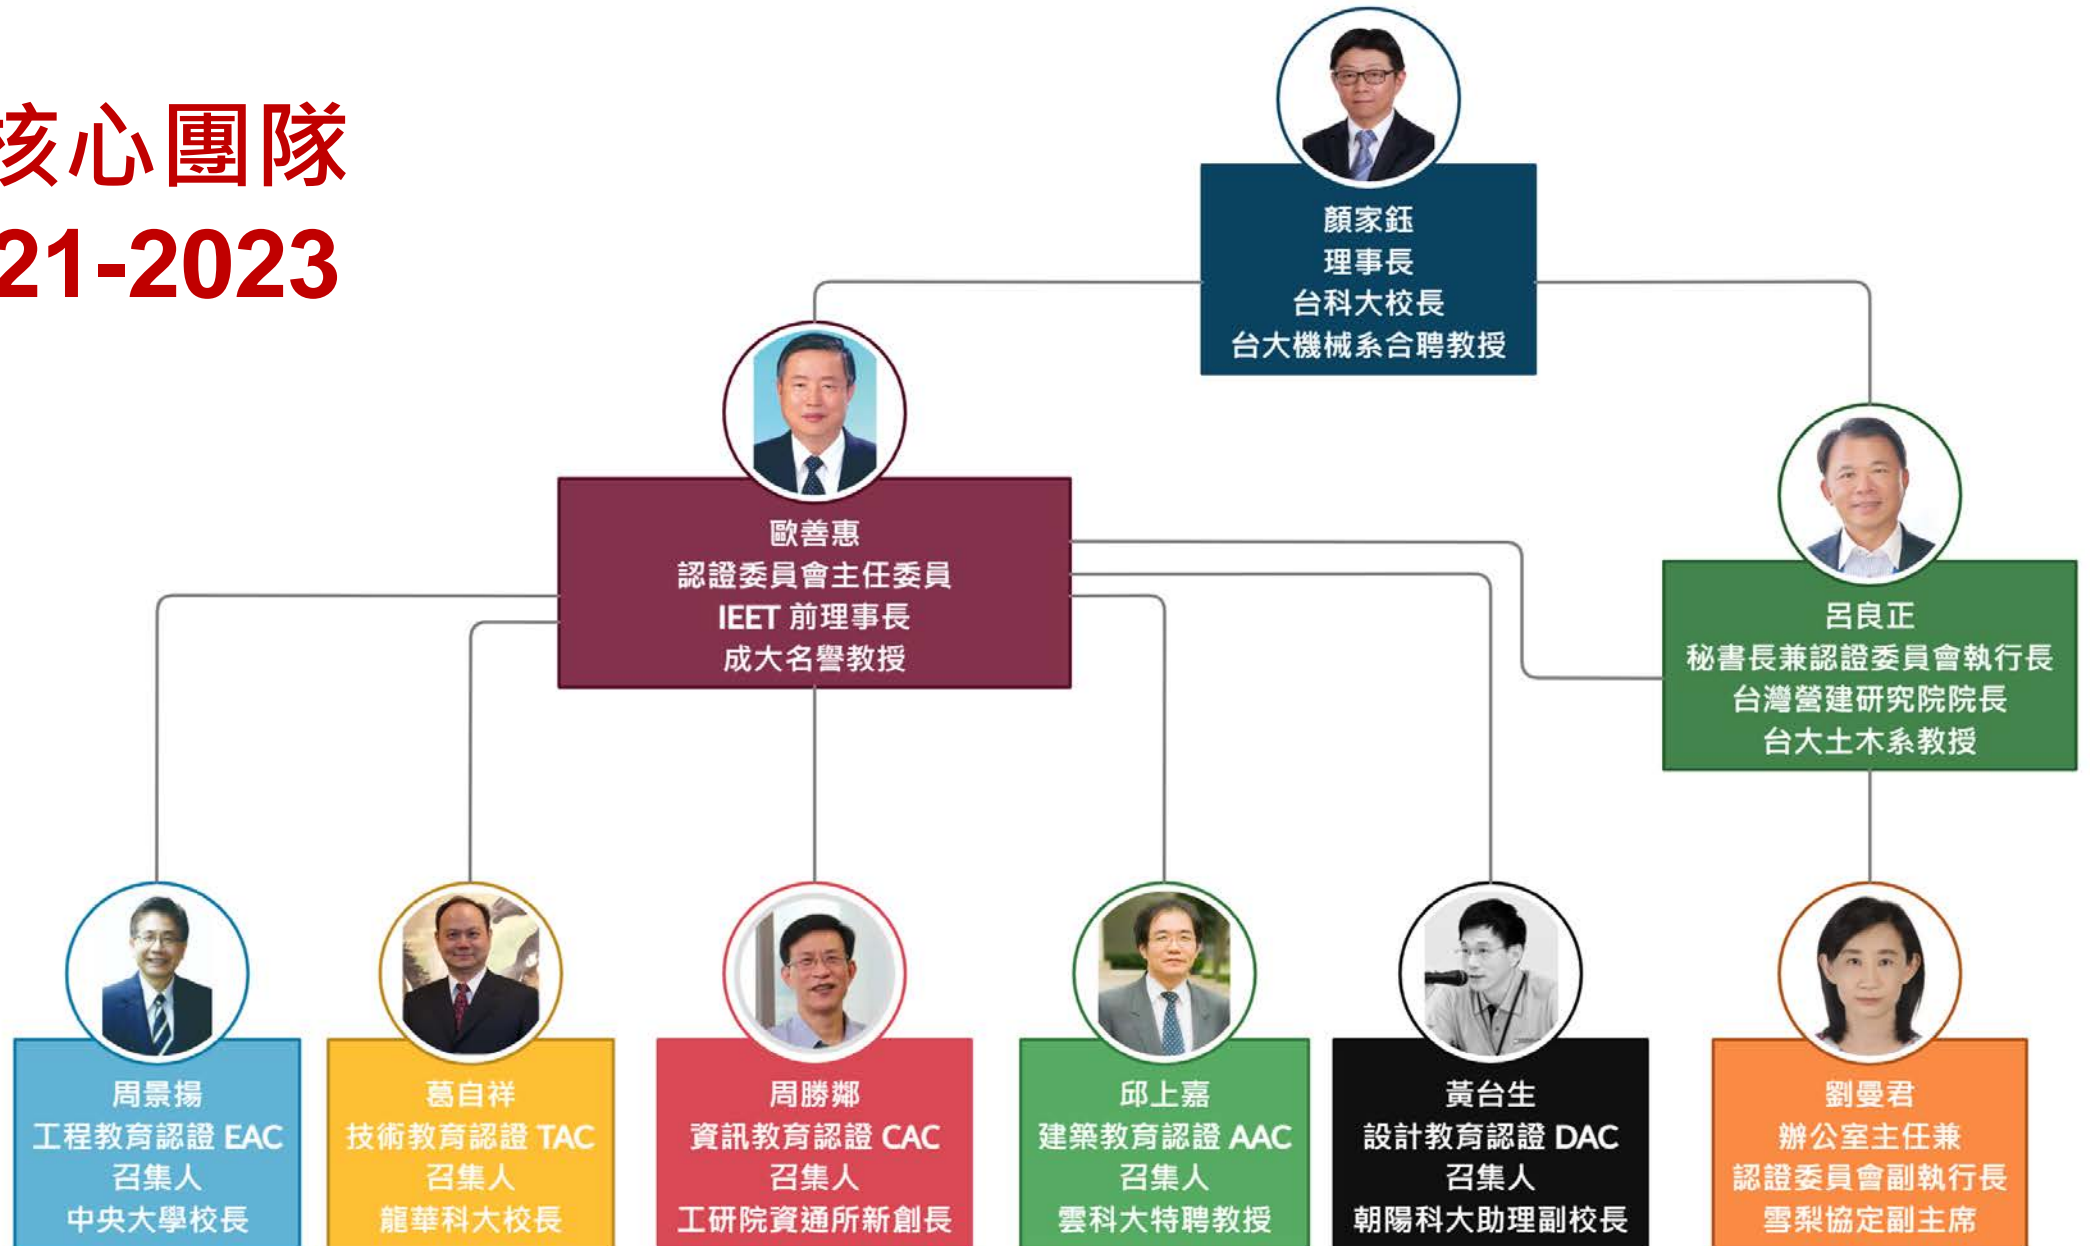 核心團隊
21-2023
顏家鈺
理事長
台科大校長
台大機械系合聘教授
歐善惠
認證委員會主任委員
IEET 前理事長
成大名譽教授
呂良正
秘書長兼認證委員會執行長
台灣營建研究院院長
台大土木系教授
周景揚
工程教育認證 EAC
召集人
中央大學校長
葛自祥
技術教育認證 TAC
召集人
龍華科大校長
周勝鄰
資訊教育認證 CAC
召集人
工研院資通所新創長
邱上嘉
建築教育認證 AAC
召集人
雲科大特聘教授
黃台生
設計教育認證 DAC
召集人
朝陽科大助理副校長
劉曼君
辦公室主任兼
認證委員會副執行長
雪梨協定副主席